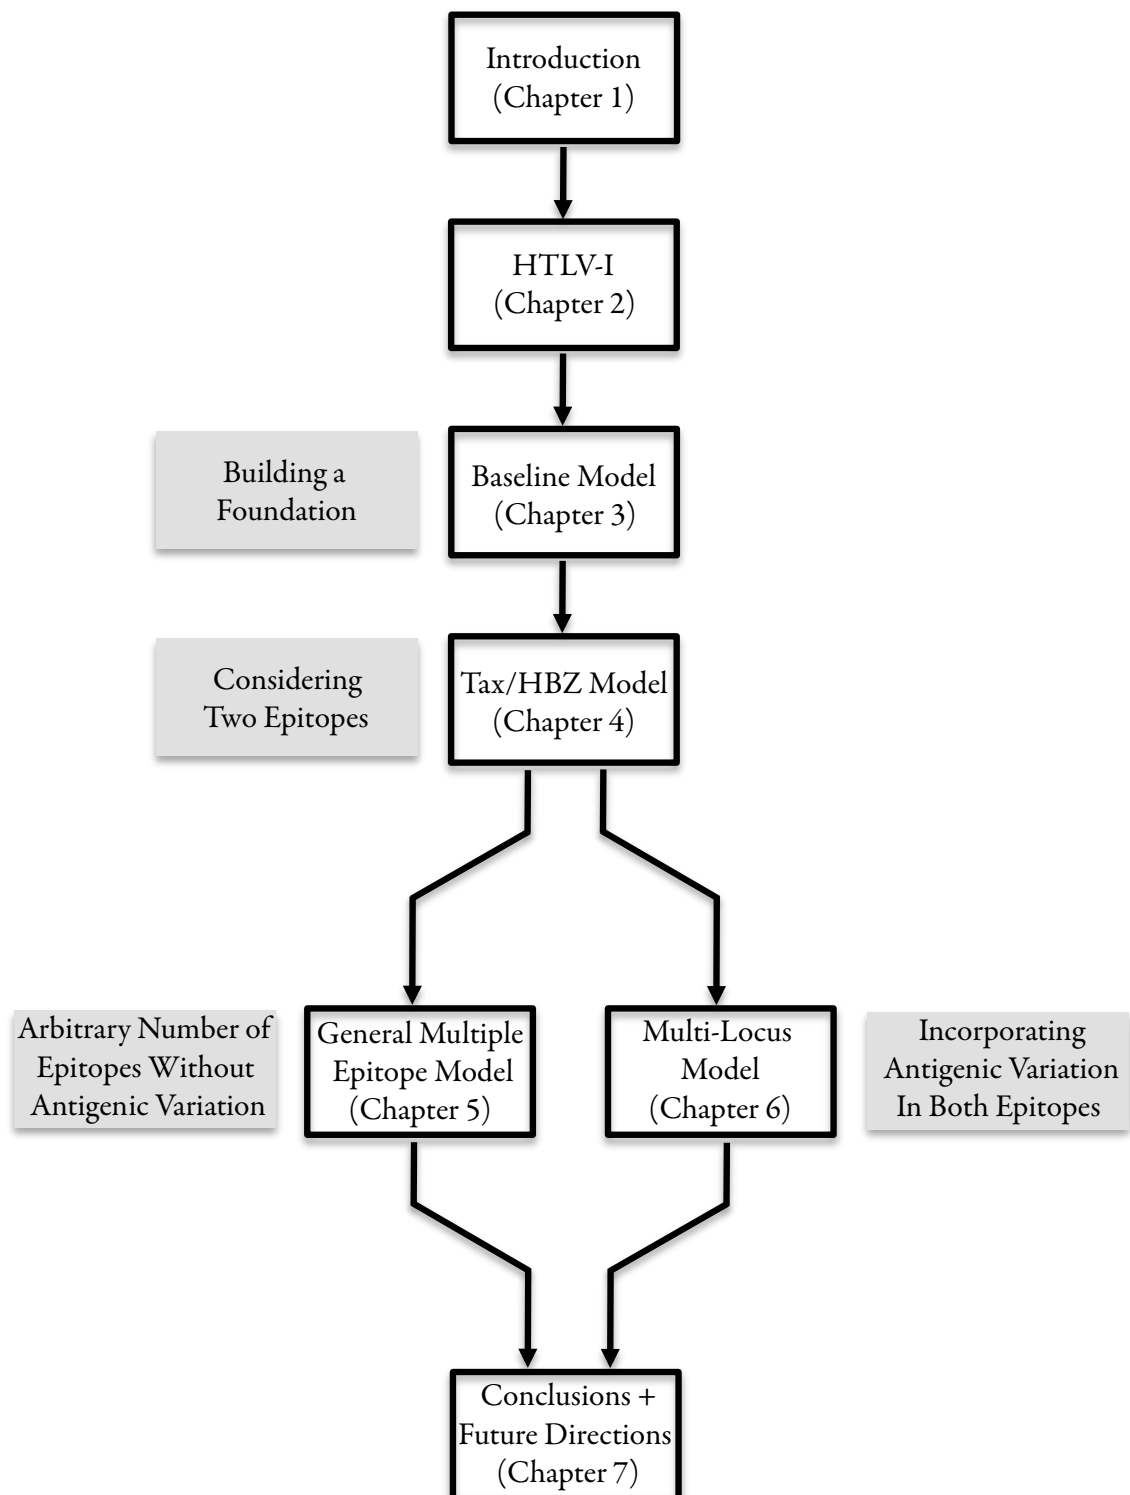 Introduction
(Chapter 1)
HTLV-I
(Chapter 2)
Building a
Foundation
Baseline Model
(Chapter 3)
Considering
Two Epitopes
Tax/HBZ Model
(Chapter 4)
Arbitrary Number of
Epitopes Without
Antigenic Variation
General Multiple
Epitope Model
(Chapter 5)
Multi-Locus
Model
(Chapter 6)
Incorporating
Antigenic Variation
In Both Epitopes
Conclusions +
Future Directions
(Chapter 7)